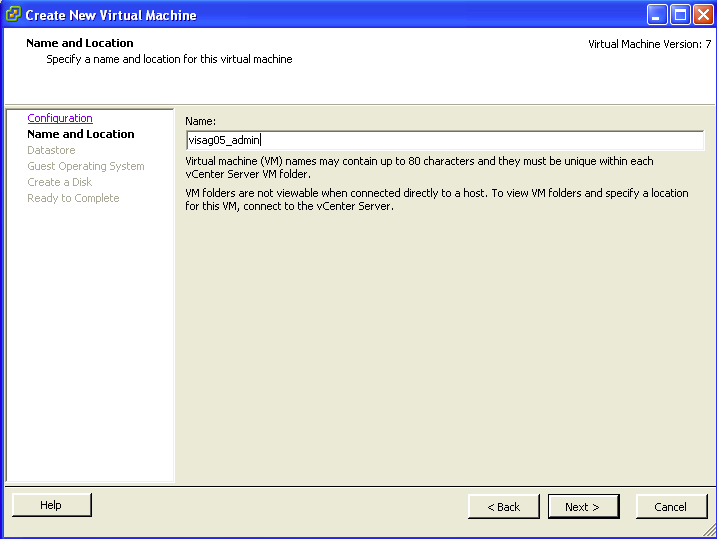 Create New Virtual Machine
Name and Location
Specify a name and location for this virtual machine
Virtual Machine Version: 7
Configuration
Name and Location
Datastore
Guest Operating System
Create a Disk
Ready to Complete
Name:
visag05_admin
Virtual machine (VM) names may contain up to 80 characters and they must be unique within each
vCenter Server VM folder.
VM folders are not viewable when connected directly to a host. To view VM folders and specify a location
for this VM, connect to the vCenter Server.
Help
< Back
Next >
Cancel